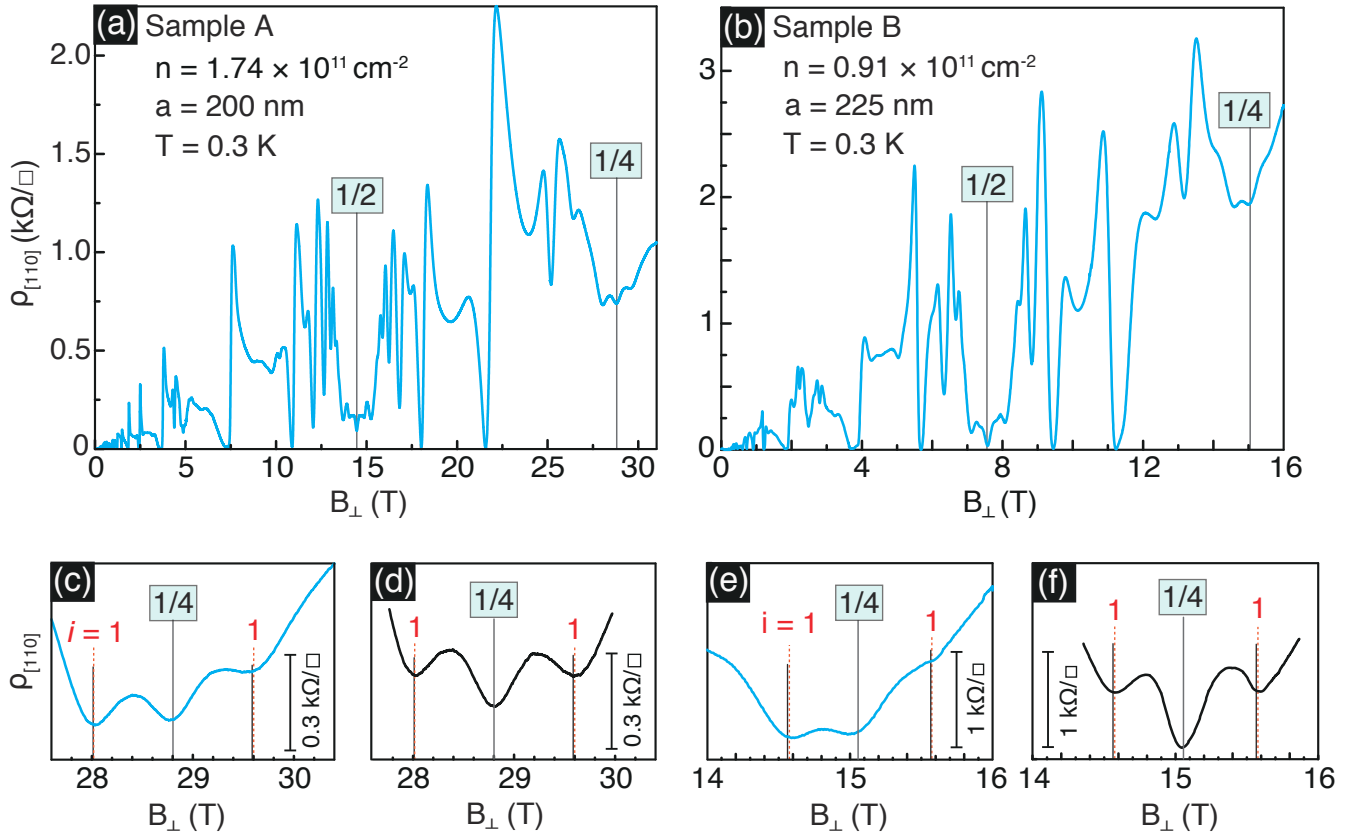 (a) Sample A
n = 1.74 × 10¹¹ cm⁻²
a = 200 nm
T = 0.3 K
1/2
1/4
2.0
1.5
1.0
0.5
0
ρ[110] (kΩ/□)
0 5 10 15 20 25 30
B⊥ (T)
(b) Sample B
n = 0.91 × 10¹¹ cm⁻²
a = 225 nm
T = 0.3 K
1/2
1/4
3
2
1
0
0 4 8 12 16
B⊥ (T)
(c)
1/4
i = 1
1
0.3 kΩ/□
ρ[110]
28 29 30
B⊥ (T)
(d)
1/4
1
1
0.3 kΩ/□
28 29 30
B⊥ (T)
(e)
1/4
i = 1
1
1 kΩ/□
14 15 16
B⊥ (T)
(f)
1
1/4
1
1 kΩ/□
14 15 16
B⊥ (T)